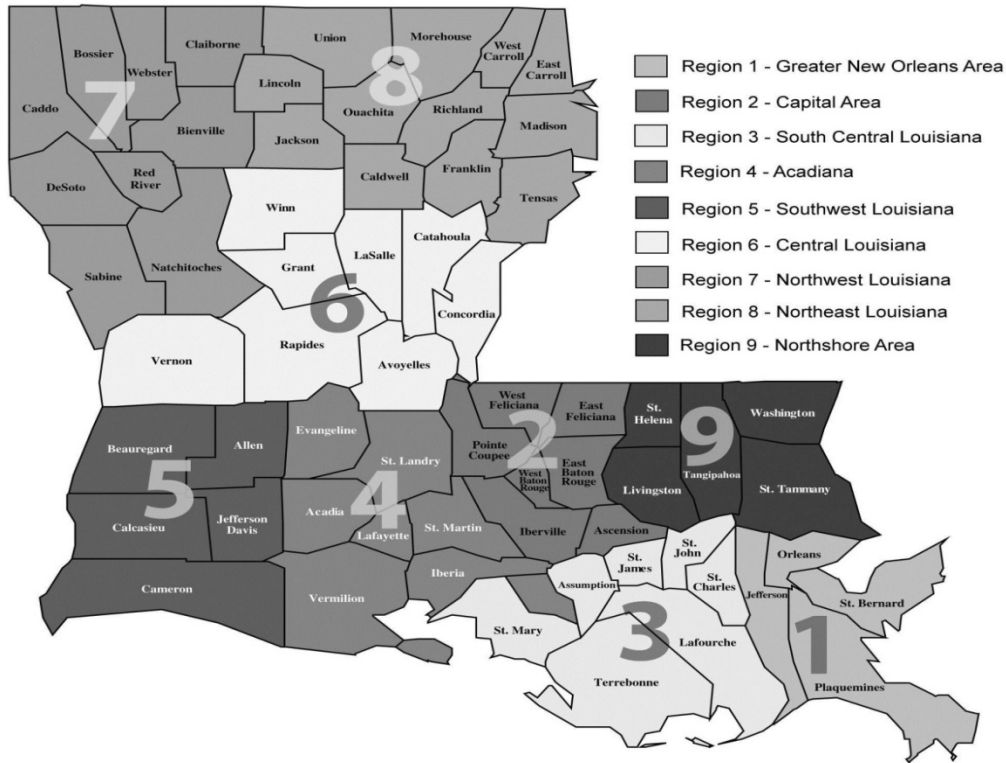 Claiborne
Union
Morehouse
West
Carroll
East
Carroll
Bossier
Webster
Lincoln
8
Caddo
7
Ouachita
Richland
Madison
Bienville
Jackson
DeSoto
Red
River
Caldwell
Franklin
Tensas
Winn
Sabine
Natchitoches
Grant
LaSalle
Catahoula
6
Concordia
Vernon
Rapides
Avoyelles
Region 1 - Greater New Orleans Area
Region 2 - Capital Area
Region 3 - South Central Louisiana
Region 4 - Acadiana
Region 5 - Southwest Louisiana
Region 6 - Central Louisiana
Region 7 - Northwest Louisiana
Region 8 - Northeast Louisiana
Region 9 - Northshore Area
Beauregard
Allen
Evangeline
St. Landry
West
Feliciana
East
Feliciana
St.
Helena
Washington
Pointe
Coupee
2
9
5
4
West Baton
Rouge
East
Baton
Rouge
Livingston
Tangipahoa
St. Tammany
Calcasieu
Jefferson
Davis
Acadia
Lafayette
St. Martin
Iberville
Ascension
Cameron
Vermilion
Iberia
Assumption
St.
James
St.
John
St.
Charles
Jefferson
Orleans
St. Bernard
St. Mary
3
Lafourche
1
Terrebonne
Plaquemines